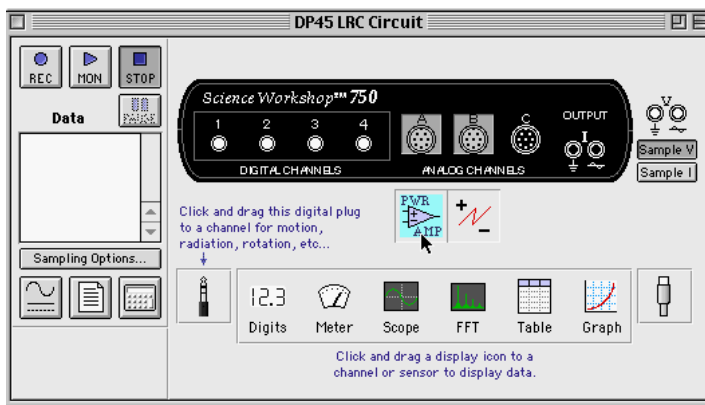 DP45 LRC Circuit
REC MON STOP
Data PAUSE
Sampling Options...
Science Workshop™ 750
1 2 3 4 A B C OUTPUT
I
DIGITAL CHANNELS ANALOG CHANNELS
V
Sample V
Sample I
PWR
AMP
+
-
Click and drag this digital plug
to a channel for motion,
radiation, rotation, etc...
12.3
Digits Meter Scope FFT Table Graph
Click and drag a display icon to a
channel or sensor to display data.